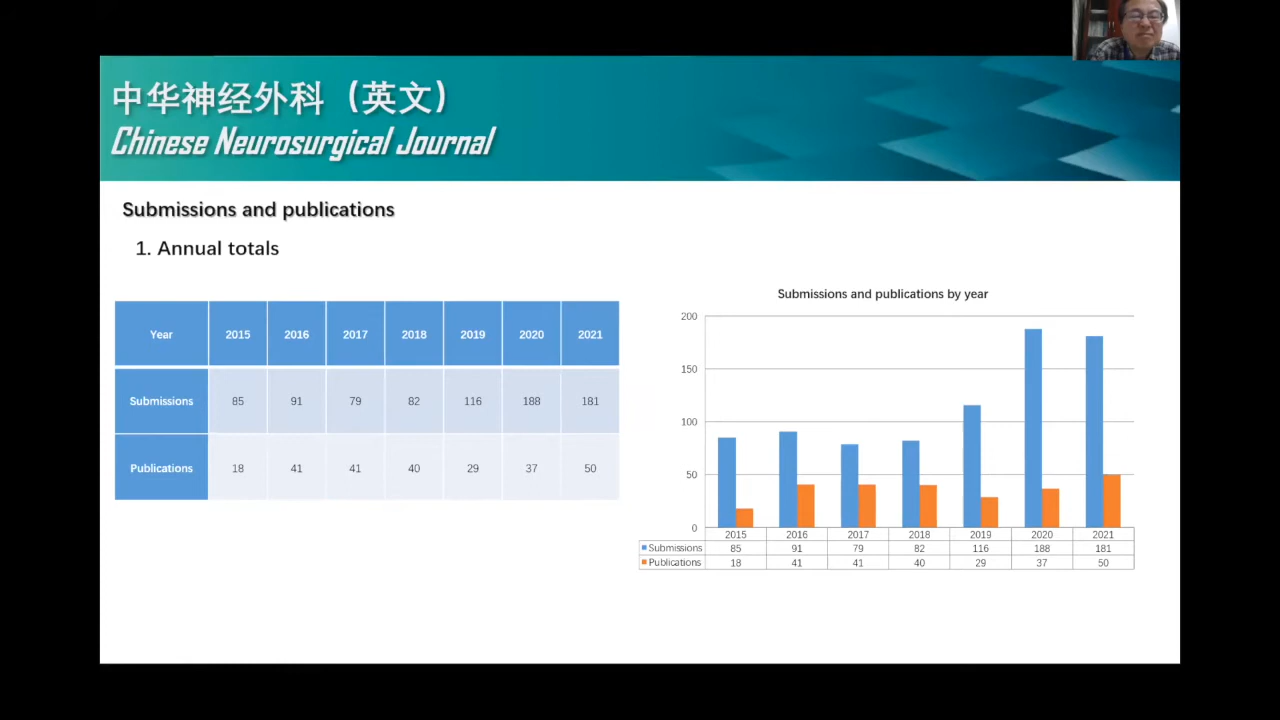 中华神经外科（英文）
Chinese Neurosurgical Journal
Submissions and publications
1. Annual totals
Year 2015 2016 2017 2018 2019 2020 2021
Submissions 85 91 79 82 116 188 181
Publications 18 41 41 40 29 37 50
Submissions and publications by year
200
150
100
50
0
2015 2016 2017 2018 2019 2020 2021
Submissions 85 91 79 82 116 188 181
Publications 18 41 41 40 29 37 50